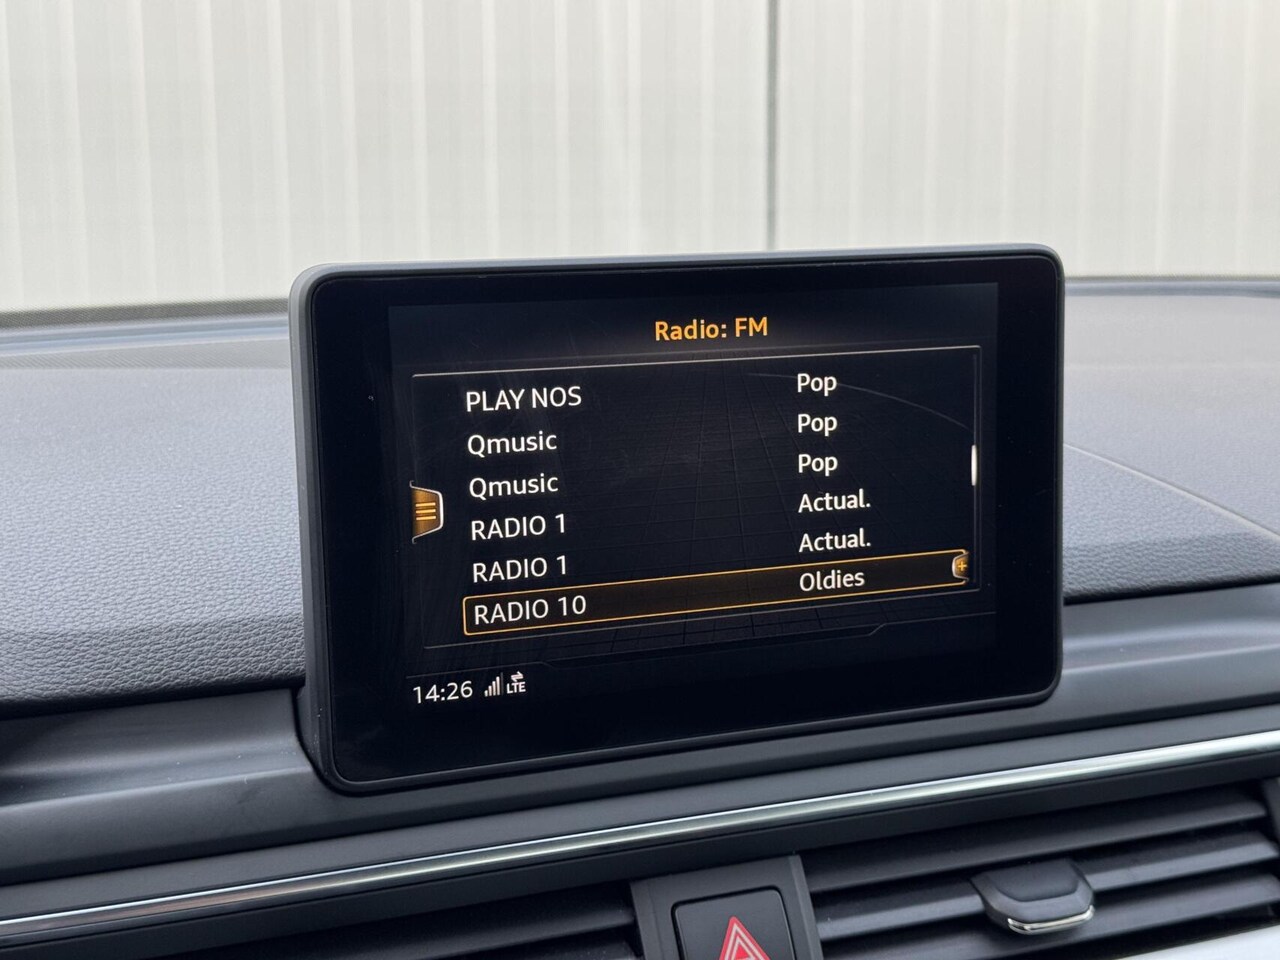 Radio: FM
PLAY NOS Pop
Qmusic Pop
Qmusic Pop
RADIO 1 Actual.
RADIO 1 Actual.
RADIO 10 Oldies
14:26 LTE